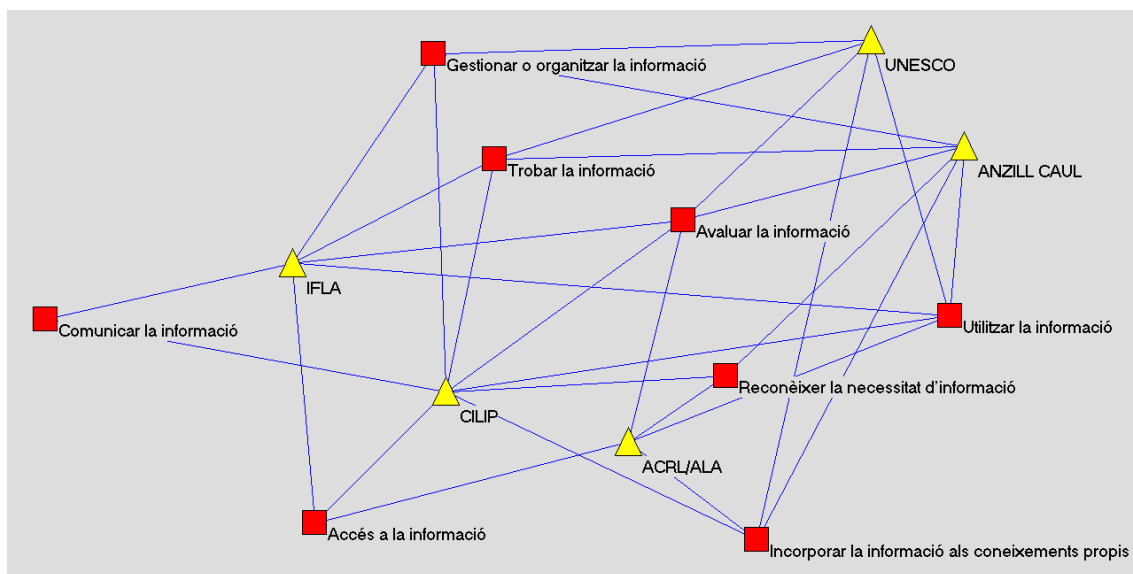 Gestionar o organitzar la informació
UNESCO
Trobar la informació
ANZILL CAUL
Avaluar la informació
IFLA
Comunicar la informació
Utilitzar la informació
Reconèixer la necessitat d'informació
CILIP
ACRL/ALA
Accés a la informació
Incorporar la informació als coneixements propis